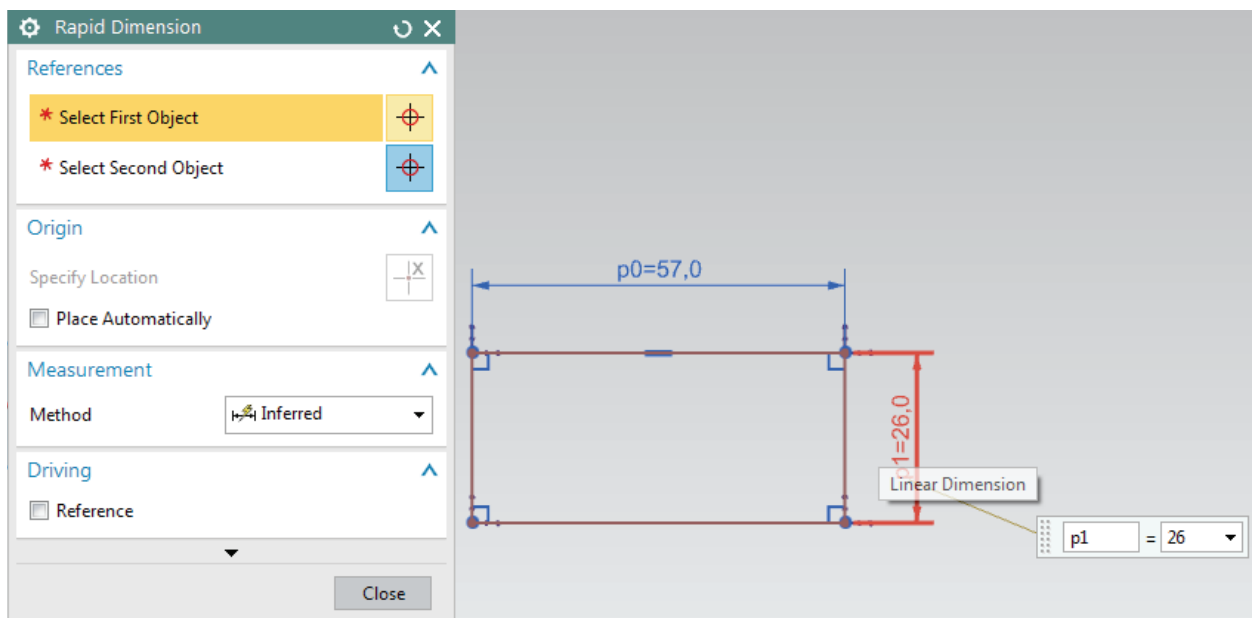 Rapid Dimension
References
* Select First Object
* Select Second Object
Origin
Specify Location
X
Place Automatically
Measurement
Method Inferred
Driving
Reference
Close
p0=57,0
p1=26,0
Linear Dimension
p1 = 26